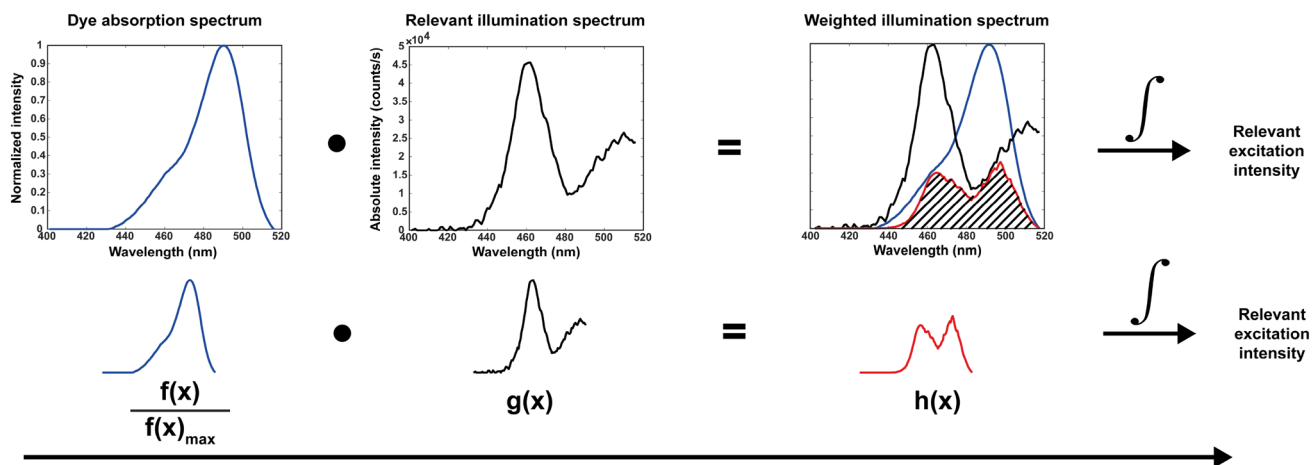 Dye absorption spectrum
Relevant illumination spectrum
Weighted illumination spectrum
Normalized intensity
1
0.9
0.8
0.7
0.6
0.5
0.4
0.3
0.2
0.1
0
400 420 440 460 480 500 520
Wavelength (nm)
•
×10⁴
Absolute intensity (counts/s)
5
4.5
4
3.5
3
2.5
2
1.5
1
0.5
0
400 420 440 460 480 500 520
Wavelength (nm)
=
400 420 440 460 480 500 520
Wavelength (nm)
∫
Relevant
excitation
intensity
•
=
∫
Relevant
excitation
intensity
f(x)
f(x)max
g(x)
h(x)